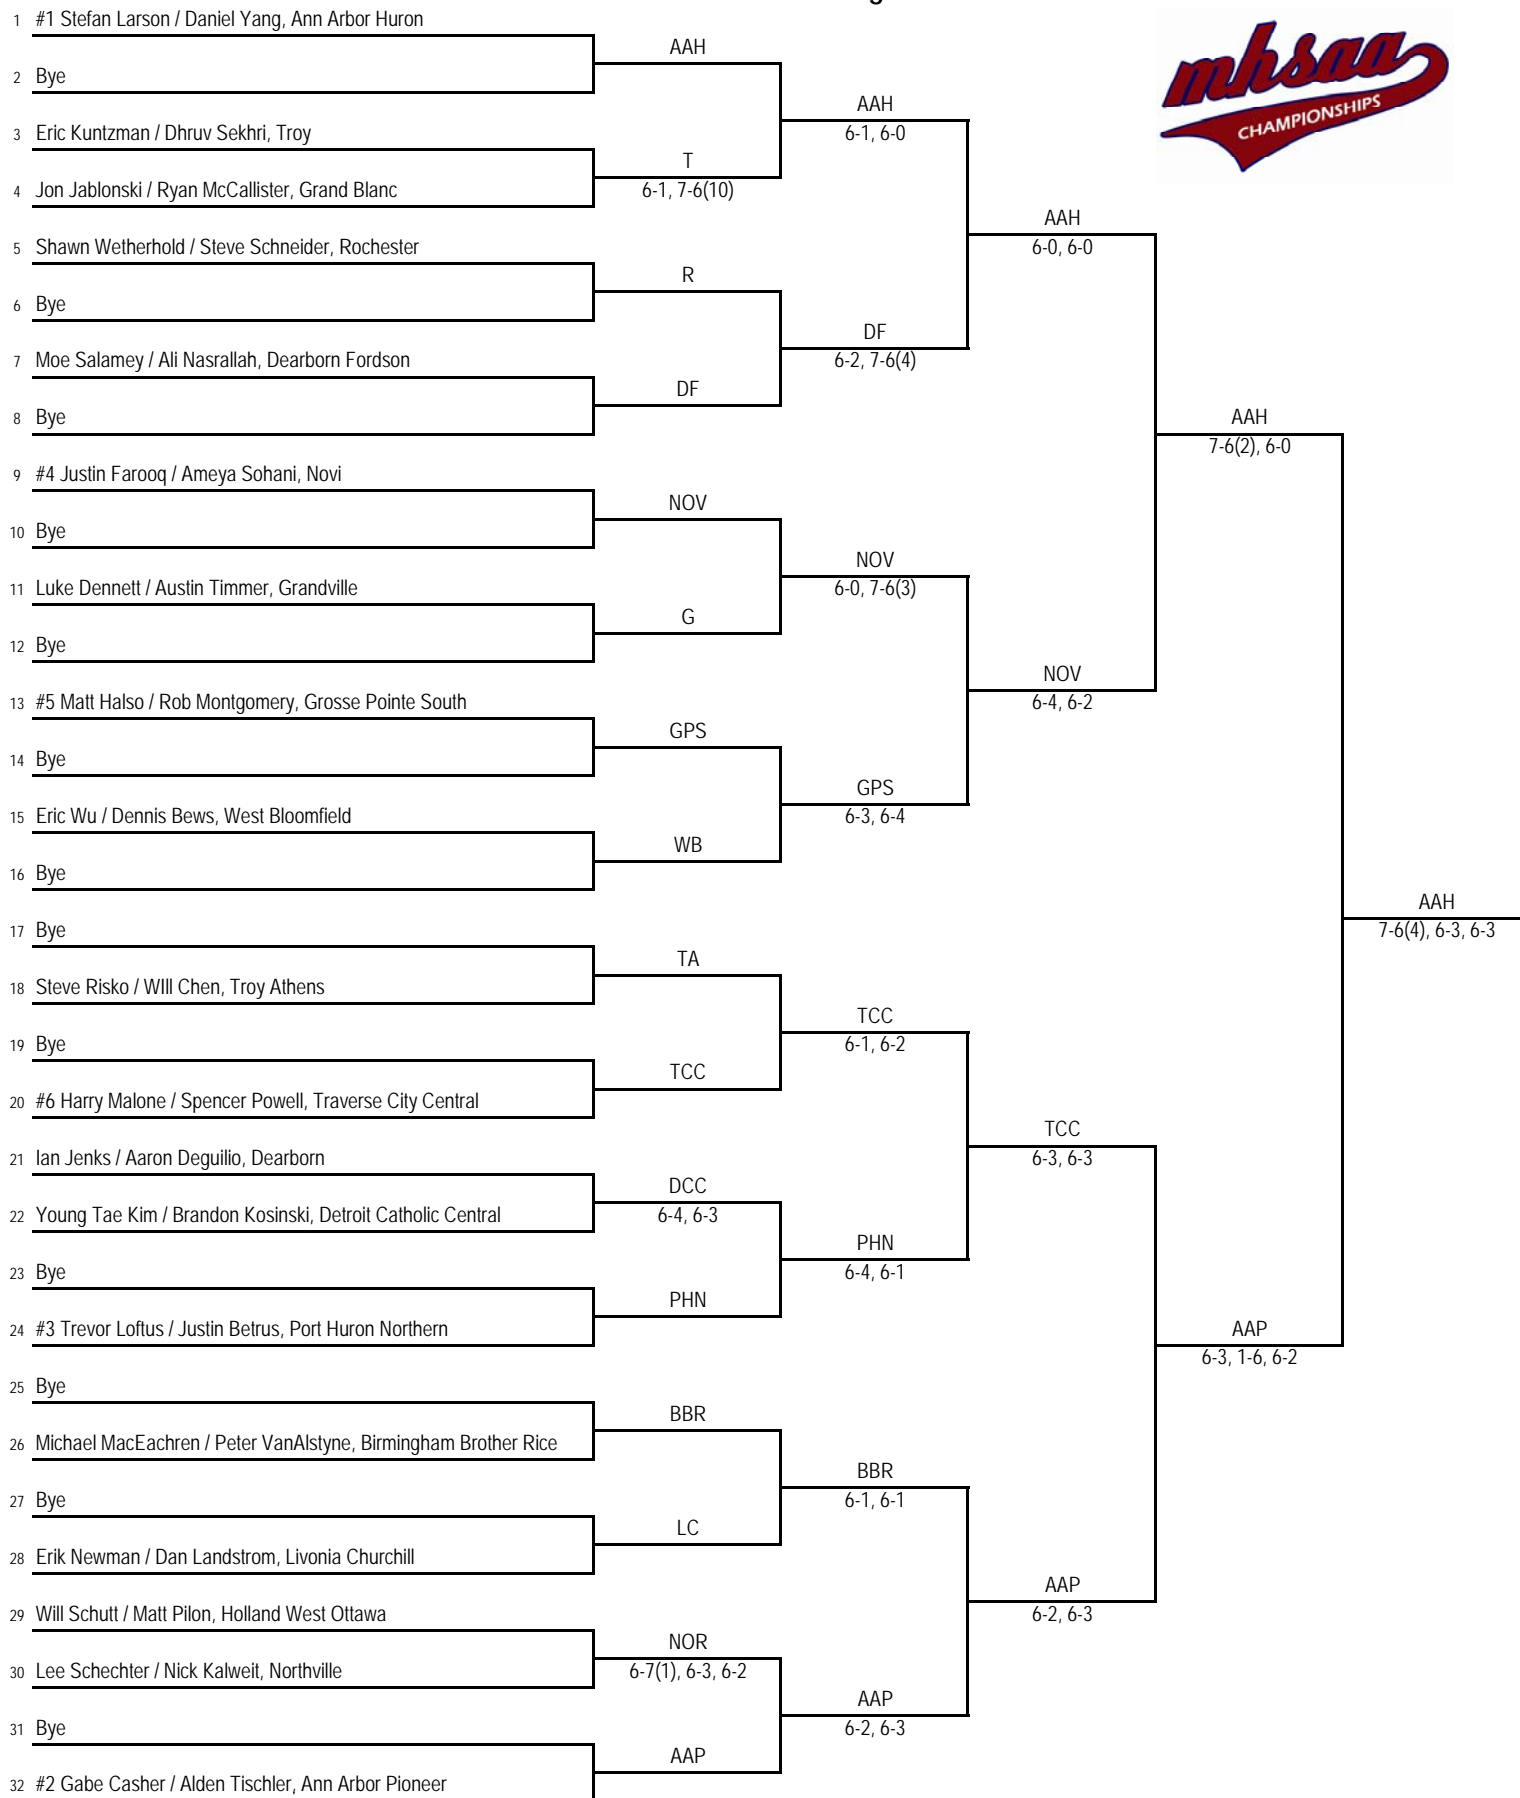 1 #1 Stefan Larson / Daniel Yang, Ann Arbor Huron
2 Bye
3 Eric Kuntzman / Dhruv Sekhri, Troy
4 Jon Jablonski / Ryan McCallister, Grand Blanc
5 Shawn Wetherhold / Steve Schneider, Rochester
6 Bye
7 Moe Salamey / Ali Nasrallah, Dearborn Fordson
8 Bye
9 #4 Justin Farooq / Ameya Sohani, Novi
10 Bye
11 Luke Dennett / Austin Timmer, Grandville
12 Bye
13 #5 Matt Halso / Rob Montgomery, Grosse Pointe South
14 Bye
15 Eric Wu / Dennis Bews, West Bloomfield
16 Bye
17 Bye
18 Steve Risko / WIll Chen, Troy Athens
19 Bye
20 #6 Harry Malone / Spencer Powell, Traverse City Central
21 Ian Jenks / Aaron Deguilio, Dearborn
22 Young Tae Kim / Brandon Kosinski, Detroit Catholic Central
23 Bye
24 #3 Trevor Loftus / Justin Betrus, Port Huron Northern
25 Bye
26 Michael MacEachren / Peter VanAlstyne, Birmingham Brother Rice
27 Bye
28 Erik Newman / Dan Landstrom, Livonia Churchill
29 Will Schutt / Matt Pilon, Holland West Ottawa
30 Lee Schechter / Nick Kalweit, Northville
31 Bye
32 #2 Gabe Casher / Alden Tischler, Ann Arbor Pioneer
AAH
T
6-1, 7-6(10)
R
DF
NOV
G
GPS
WB
TA
TCC
DCC
6-4, 6-3
PHN
BBR
LC
NOR
6-7(1), 6-3, 6-2
AAP
AAH
6-1, 6-0
DF
6-2, 7-6(4)
NOV
6-0, 7-6(3)
GPS
6-3, 6-4
TCC
6-1, 6-2
PHN
6-4, 6-1
BBR
6-1, 6-1
AAP
6-2, 6-3
AAH
6-0, 6-0
NOV
6-4, 6-2
TCC
6-3, 6-3
AAP
6-2, 6-3
AAH
7-6(2), 6-0
AAP
6-3, 1-6, 6-2
AAH
7-6(4), 6-3, 6-3
mhsaa
CHAMPIONSHIPS